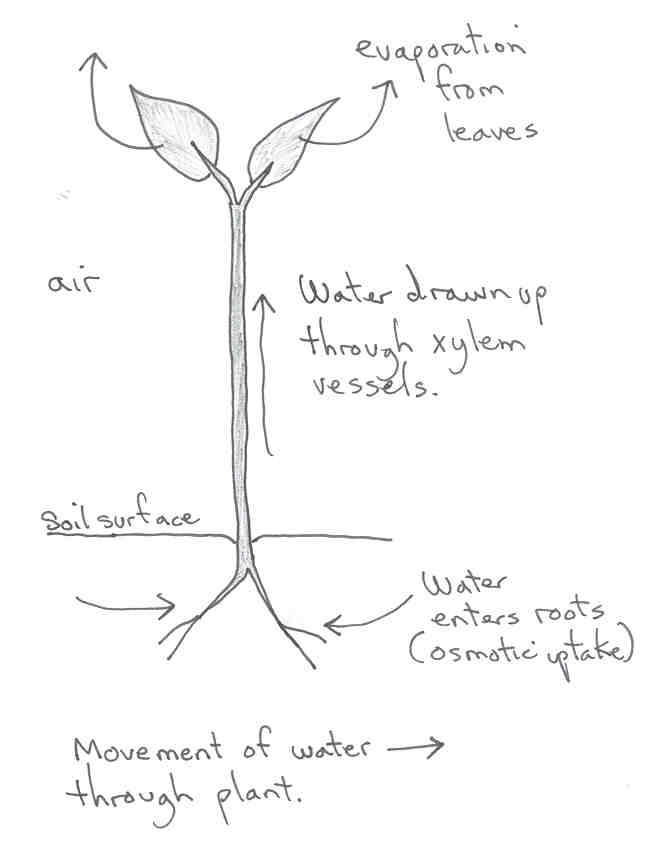 evaporation
from
leaves
air
Water drawn up
through xylem
vessels.
Soil surface
Water
enters roots
(osmotic uptake)
Movement of water →
through plant.